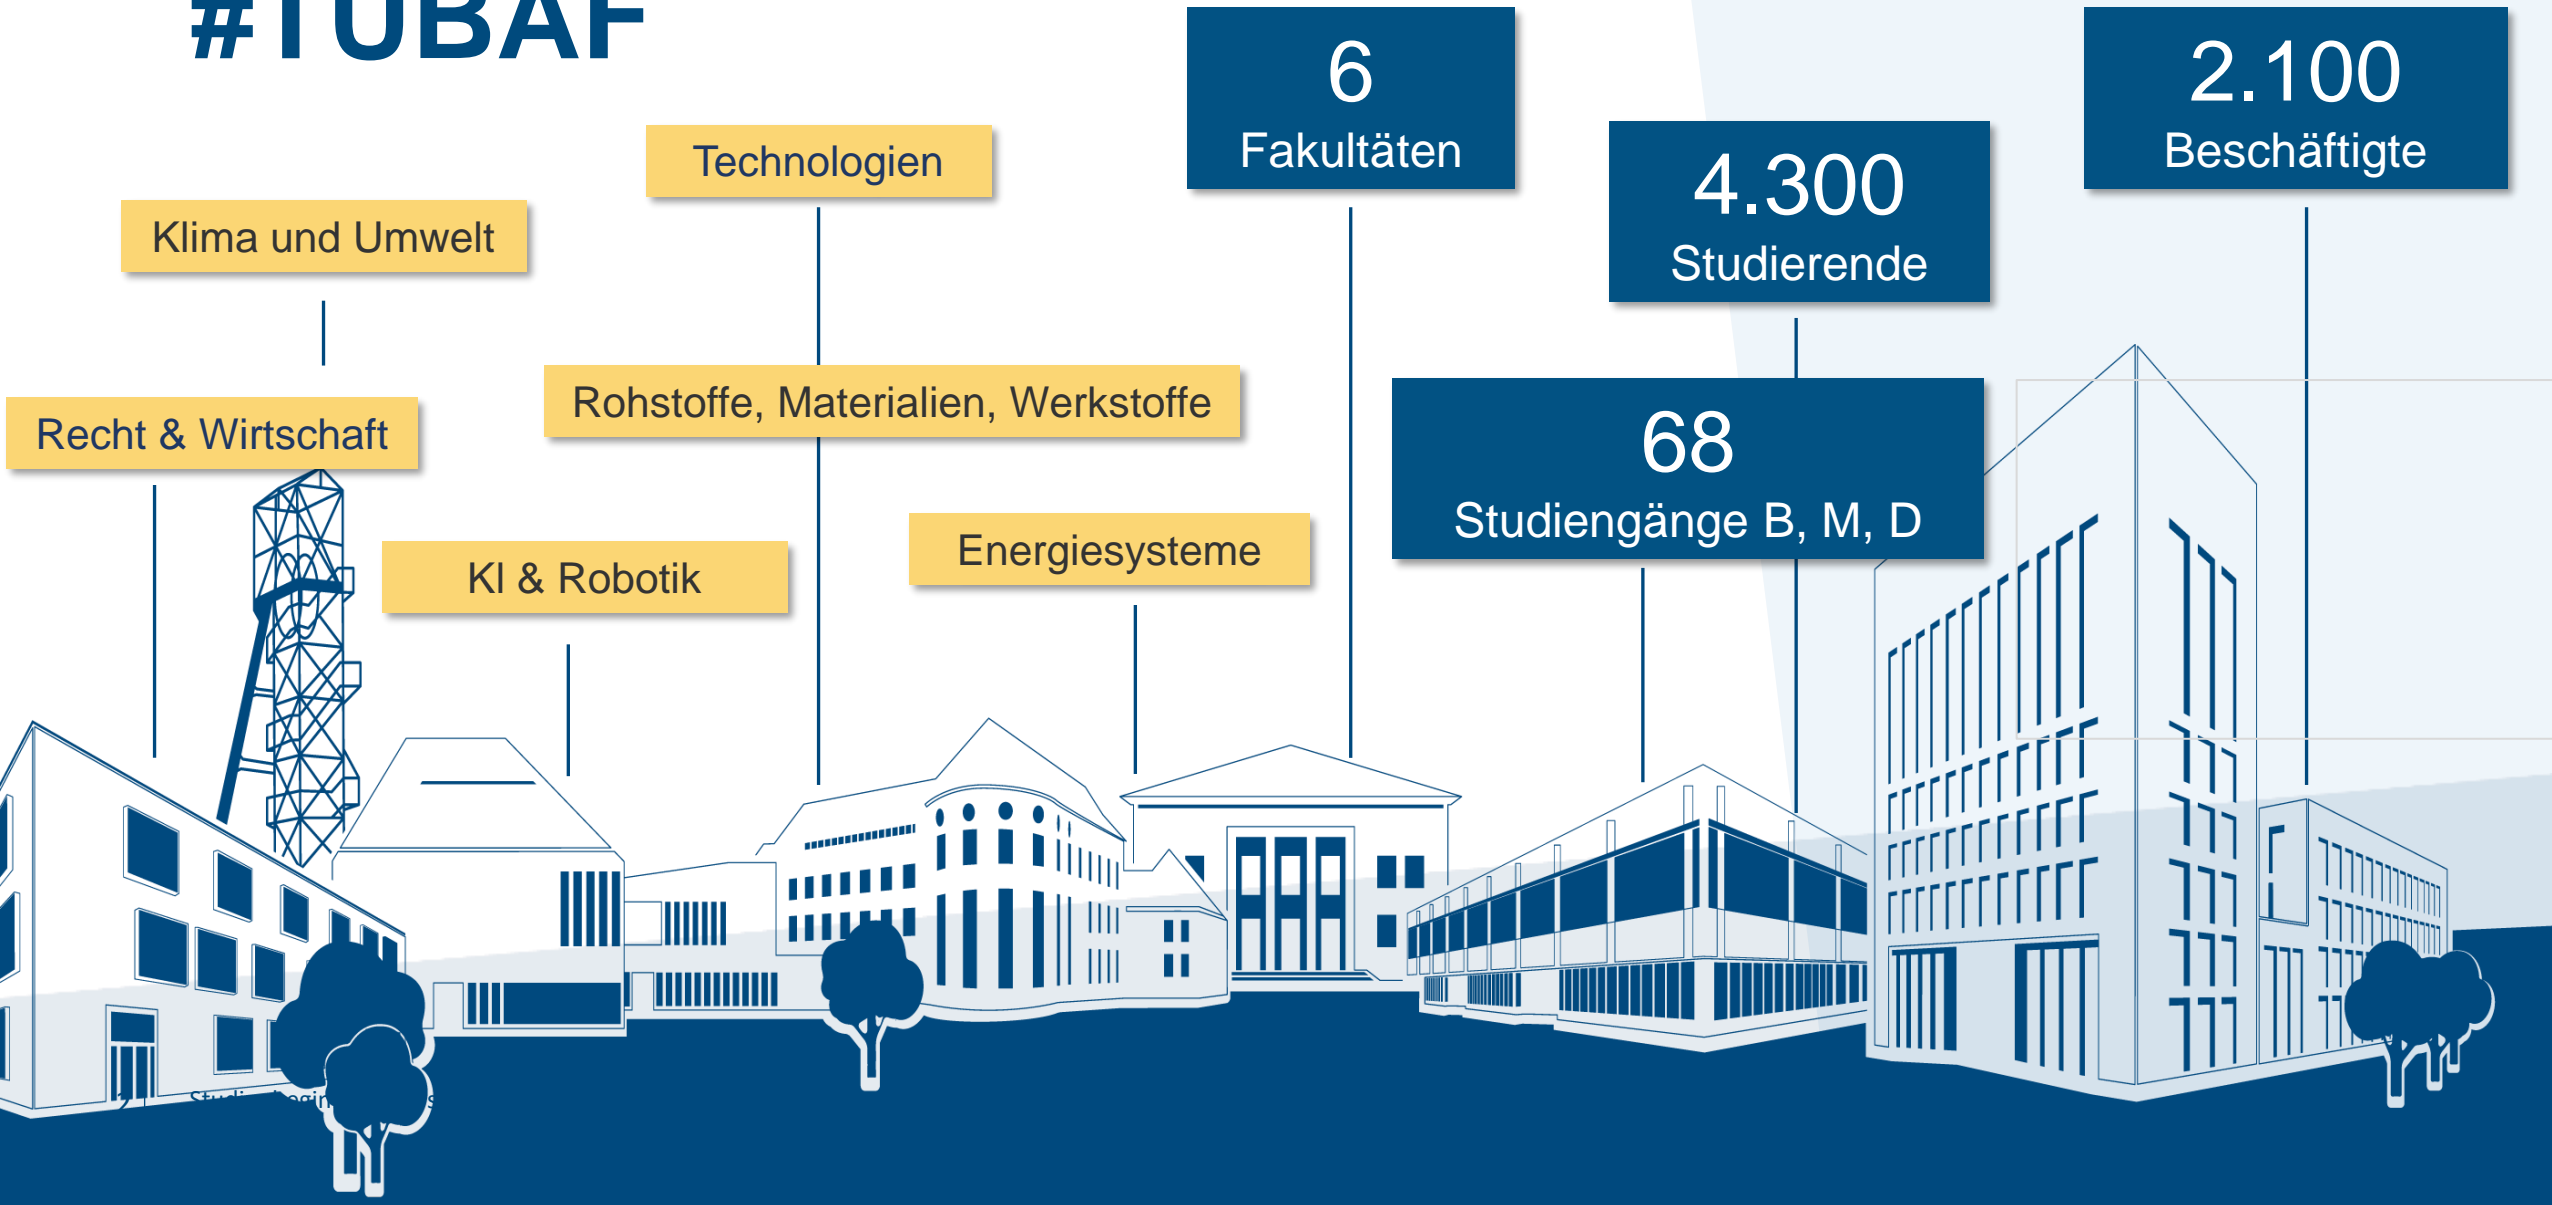 #TUBAF
6
Fakultäten
2.100
Beschäftigte
Technologien
4.300
Studierende
Klima und Umwelt
Rohstoffe, Materialien, Werkstoffe
Recht & Wirtschaft
68
Studiengänge B, M, D
Energiesysteme
KI & Robotik
2